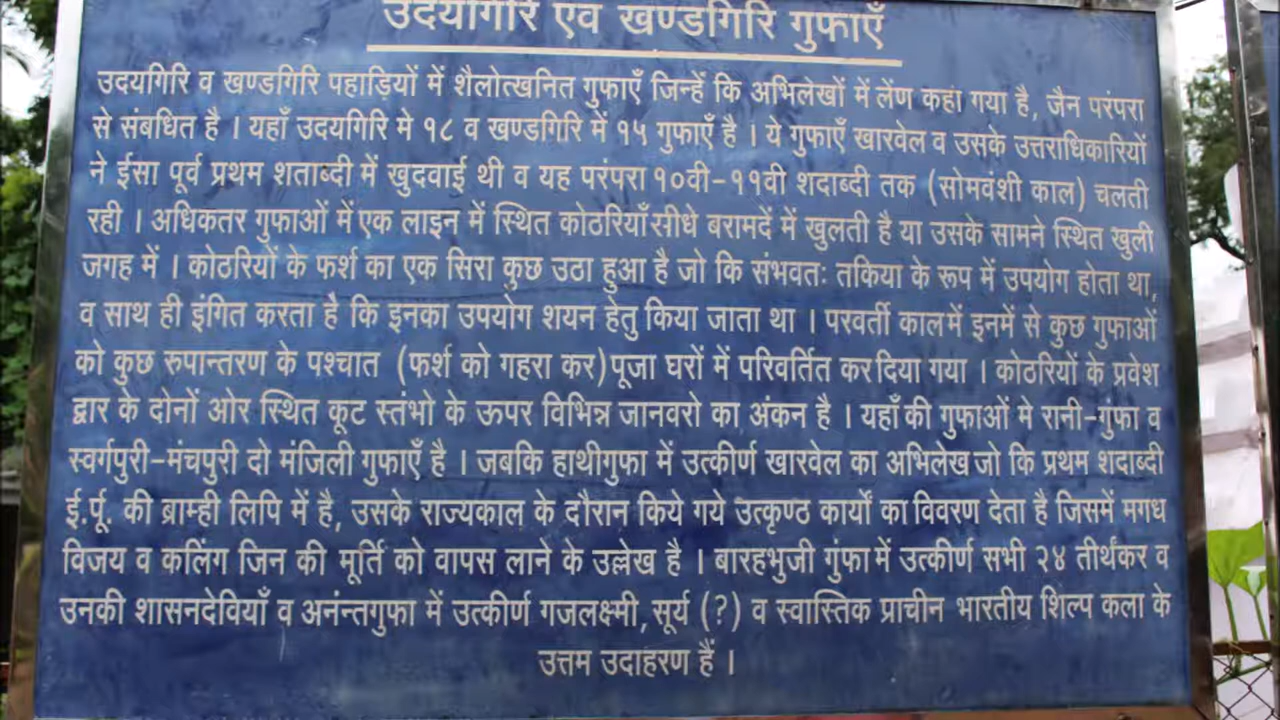 उदयगिरि एवं खण्डगिरि गुफाएँ
उदयगिरि व खण्डगिरि पहाड़ियों में शैलोत्खनित गुफाएँ जिन्हें कि अभिलेखों में लेंण कहा गया है, जैन परंपरा
से संबधित है । यहाँ उदयगिरि मे १८ व खण्डगिरि में १५ गुफाएँ है । ये गुफाएँ खारवेल व उसके उत्तराधिकारियों
ने ईसा पूर्व प्रथम शताब्दी में खुदवाई थी व यह परंपरा १०वी-११वी शदाब्दी तक (सोमवंशी काल) चलती
रही । अधिकतर गुफाओं में एक लाइन में स्थित कोठरियाँ सीधे बरामदें में खुलती है या उसके सामने स्थित खुली
जगह में । कोठरियों के फर्श का एक सिरा कुछ उठा हुआ है जो कि संभवतः तकिया के रूप में उपयोग होता था,
व साथ ही इंगित करता है कि इनका उपयोग शयन हेतु किया जाता था । परवर्ती काल में इनमें से कुछ गुफाओं
को कुछ रुपान्तरण के पश्चात (फर्श को गहरा कर) पूजा घरों में परिवर्तित कर दिया गया । कोठरियों के प्रवेश
द्वार के दोनों ओर स्थित कूट स्तंभो के ऊपर विभिन्न जानवरो का अंकन है । यहाँ की गुफाओं मे रानी-गुंफा व
स्वर्गपुरी-मंचपुरी दो मंजिली गुफाएँ है । जबकि हाथीगुफा में उत्कीर्ण खारवेल का अभिलेख जो कि प्रथम शदाब्दी
ई.पू. की ब्राम्ही लिपि में है, उसके राज्यकाल के दौरान किये गये उत्कृण्ठ कार्यों का विवरण देता है जिसमें मगध
विजय व कलिंग जिन की मूर्ति को वापस लाने के उल्लेख है । बारहभुजी गुंफा में उत्कीर्ण सभी २४ तीर्थंकर व
उनकी शासनदेवियाँ व अनंन्तगुफा में उत्कीर्ण गजलक्ष्मी, सूर्य (?) व स्वास्तिक प्राचीन भारतीय शिल्प कला के
उत्तम उदाहरण हैं ।